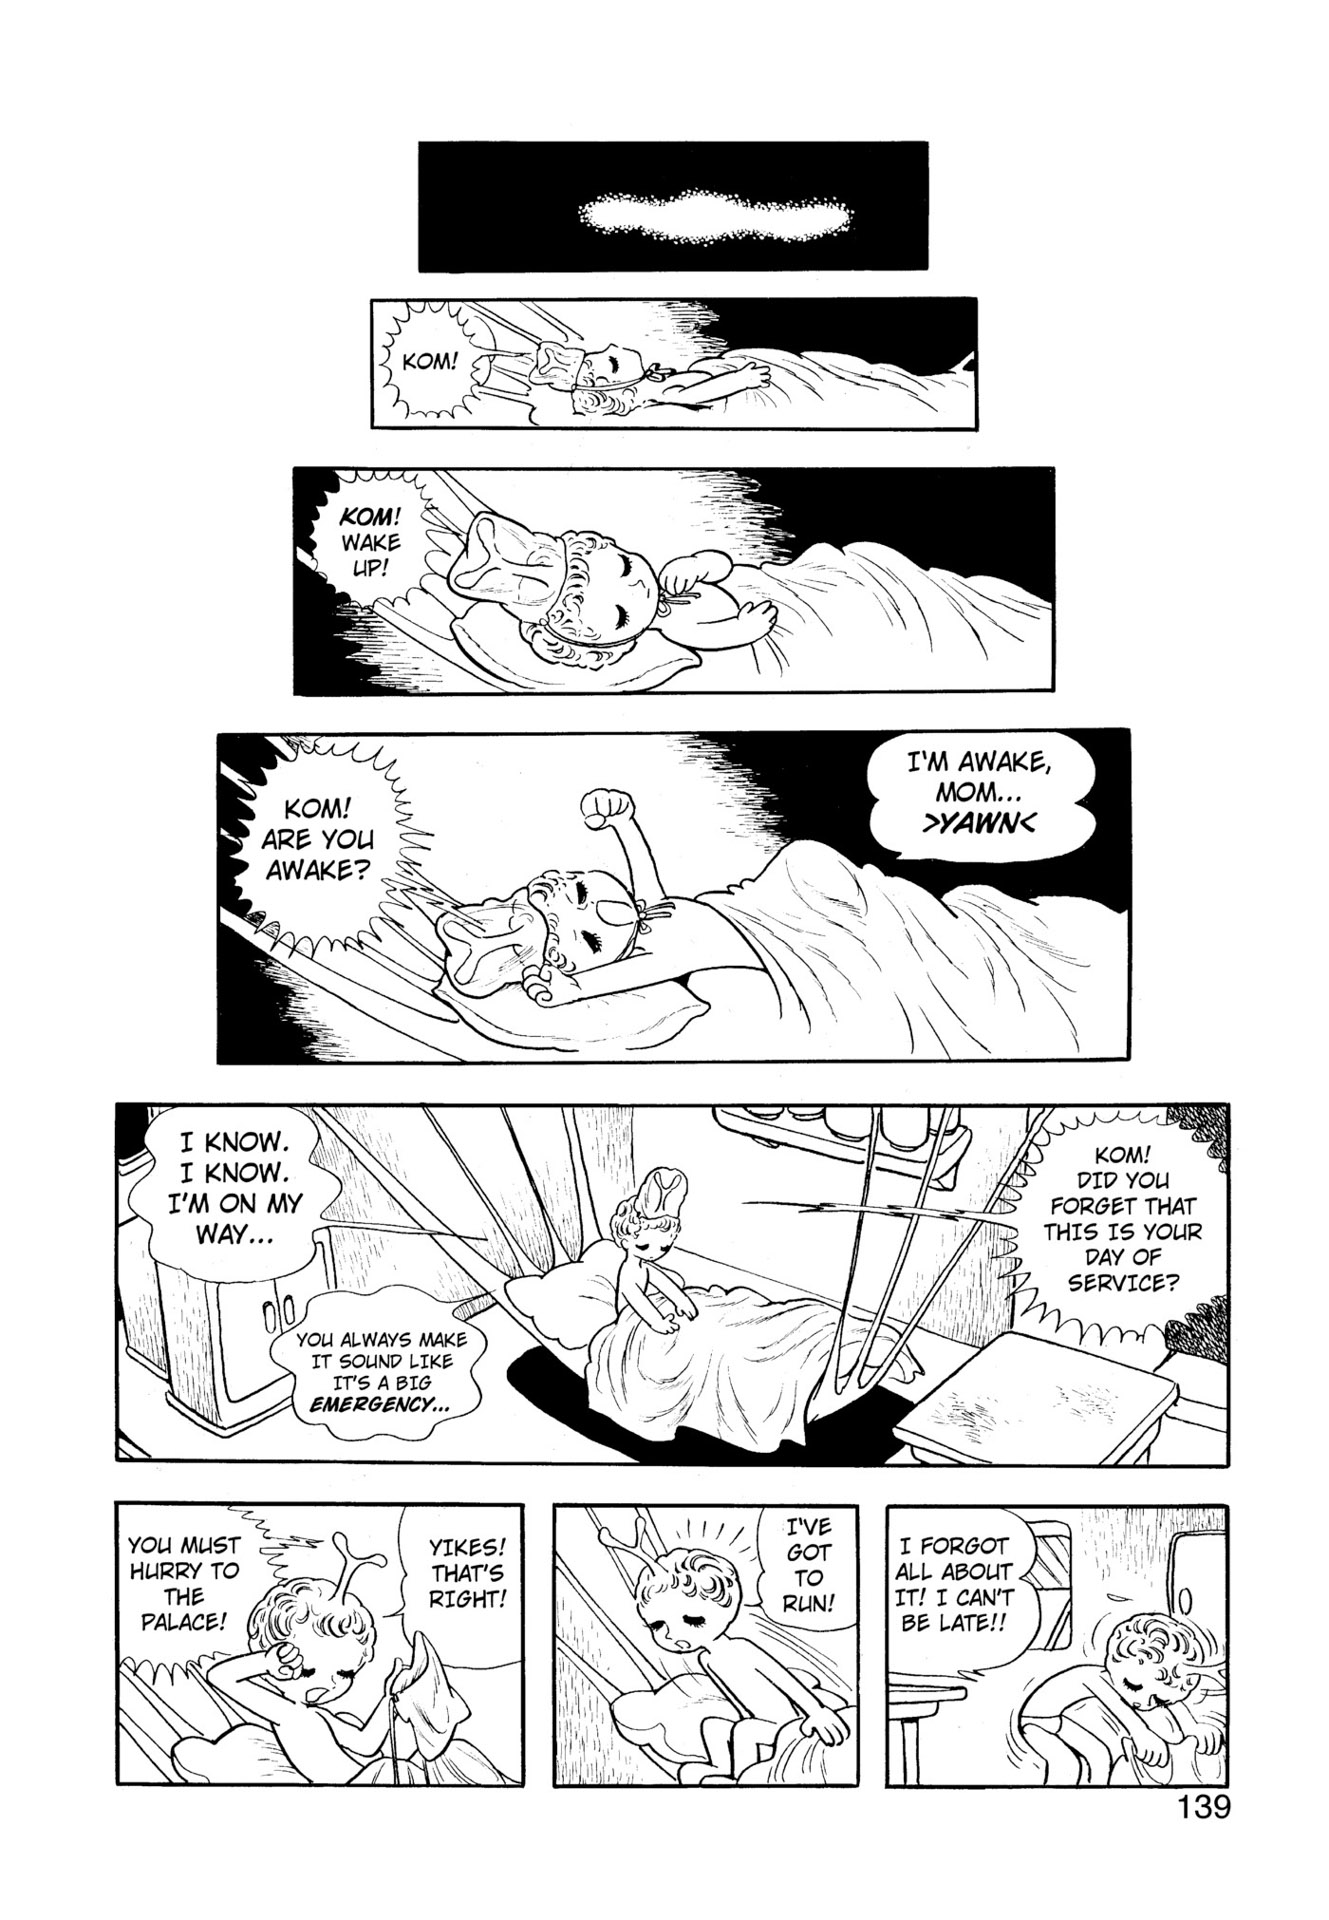 KOM!
KOM!
WAKE
UP!
KOM!
ARE YOU
AWAKE?
I'M AWAKE,
MOM...
>YAWN<
I KNOW.
I KNOW.
I'M ON MY
WAY...
YOU ALWAYS MAKE
IT SOUND LIKE
IT'S A BIG
EMERGENCY...
KOM!
DID YOU
FORGET THAT
THIS IS YOUR
DAY OF
SERVICE?
YOU MUST
HURRY TO
THE
PALACE!
YIKES!
THAT'S
RIGHT!
I'VE
GOT
TO
RUN!
I FORGOT
ALL ABOUT
IT! I CAN'T
BE LATE!!
139